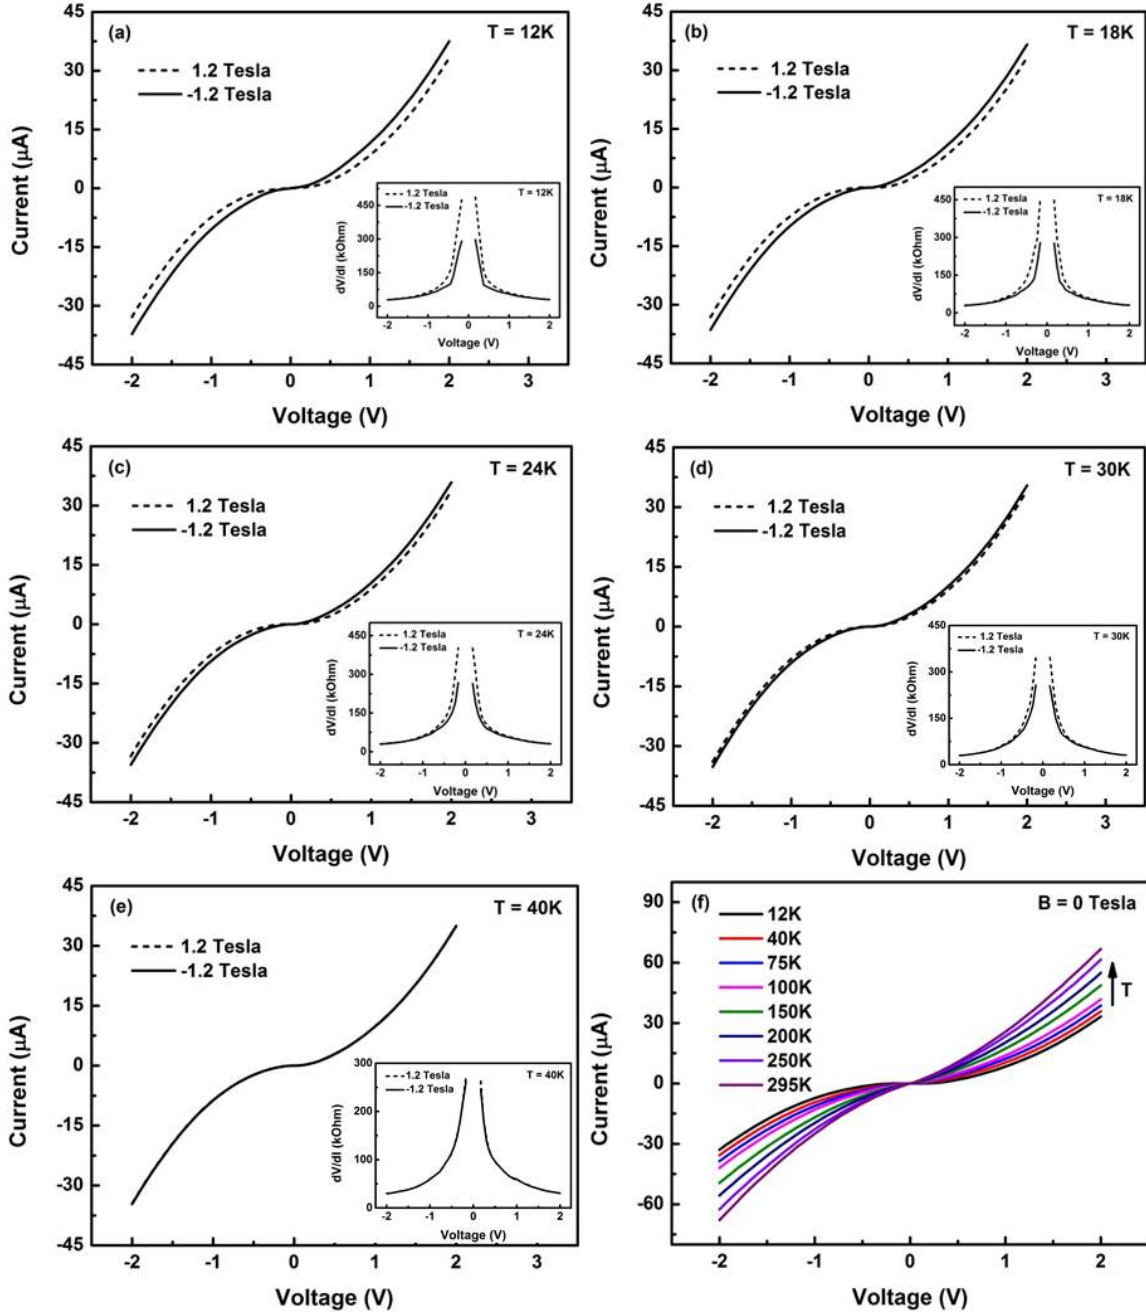 (a) T = 12K
1.2 Tesla
-1.2 Tesla
Current (μA)
45
30
15
0
-15
-30
-45
-2 -1 0 1 2 3
Voltage (V)
1.2 Tesla T = 12K
-1.2 Tesla
dV/dI (kOhm)
450
300
150
0
-2 -1 0 1 2
Voltage (V)
(b) T = 18K
1.2 Tesla
-1.2 Tesla
Current (μA)
45
30
15
0
-15
-30
-45
-2 -1 0 1 2 3
Voltage (V)
1.2 Tesla T = 18K
-1.2 Tesla
dV/dI (kOhm)
450
300
150
0
-2 -1 0 1 2
Voltage (V)
(c) T = 24K
1.2 Tesla
-1.2 Tesla
Current (μA)
45
30
15
0
-15
-30
-45
-2 -1 0 1 2 3
Voltage (V)
1.2 Tesla T = 24K
-1.2 Tesla
dV/dI (kOhm)
450
300
150
0
-2 -1 0 1 2
Voltage (V)
(d) T = 30K
1.2 Tesla
-1.2 Tesla
Current (μA)
45
30
15
0
-15
-30
-45
-2 -1 0 1 2 3
Voltage (V)
1.2 Tesla T = 30K
-1.2 Tesla
dV/dI (kOhm)
450
300
150
0
-2 -1 0 1 2
Voltage (V)
(e) T = 40K
1.2 Tesla
-1.2 Tesla
Current (μA)
45
30
15
0
-15
-30
-45
-2 -1 0 1 2 3
Voltage (V)
1.2 Tesla T = 40K
-1.2 Tesla
dV/dI (kOhm)
300
250
200
150
100
50
0
-2 -1 0 1 2
Voltage (V)
(f) B = 0 Tesla
12K
40K
75K
100K
150K
200K
250K
295K
T
Current (μA)
90
60
30
0
-30
-60
-2 -1 0 1 2
Voltage (V)